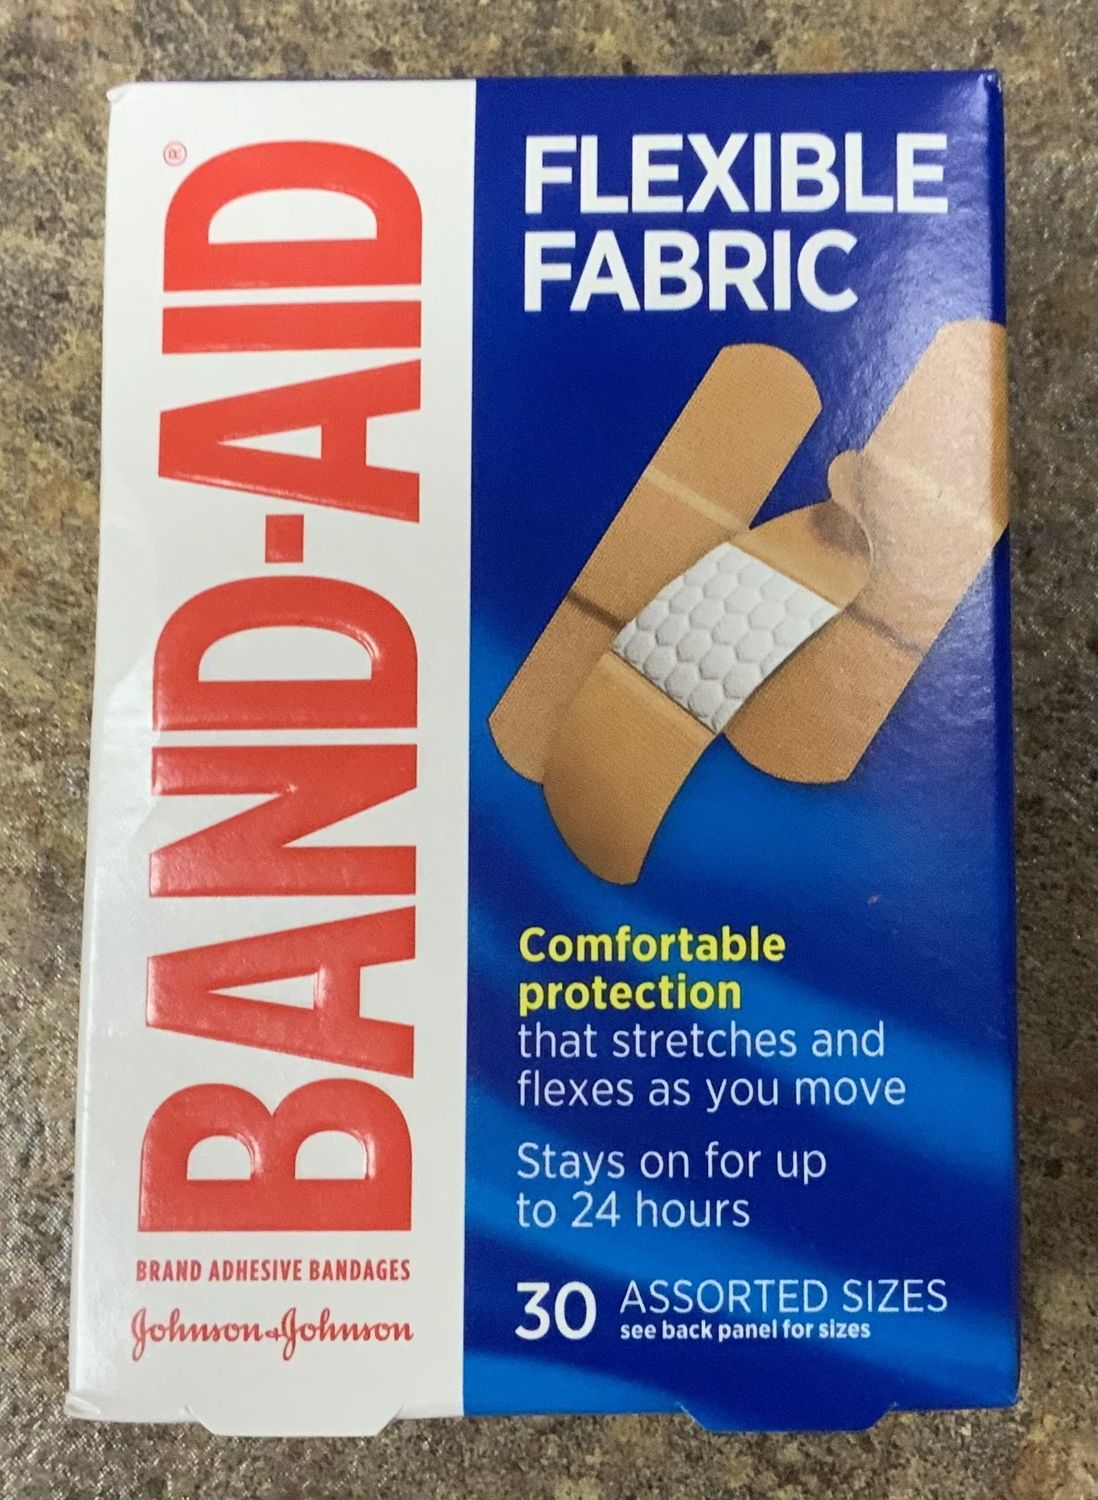 BAND-AID®
BRAND ADHESIVE BANDAGES
Johnson+Johnson
FLEXIBLE
FABRIC
Comfortable
protection
that stretches and
flexes as you move
Stays on for up
to 24 hours
30 ASSORTED SIZES
see back panel for sizes